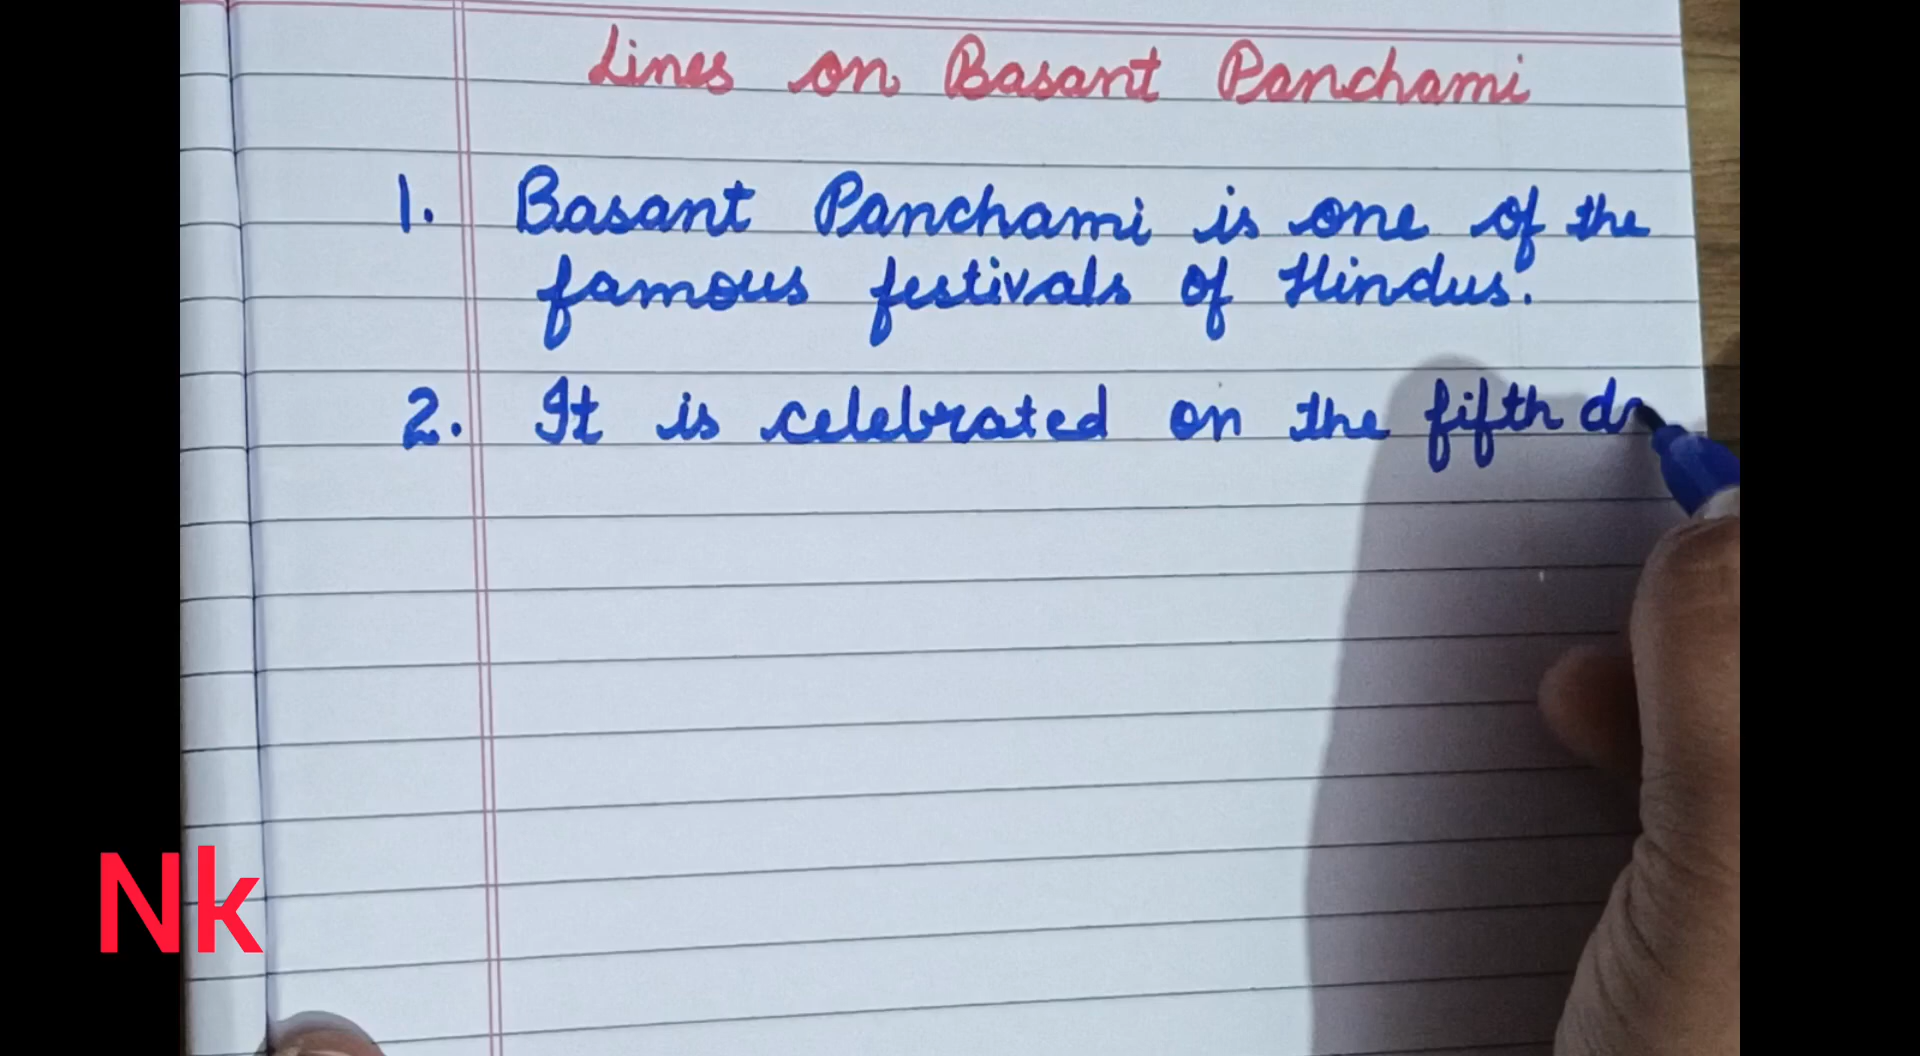 Lines on Basant Panchami
1. Basant Panchami is one of the
famous festivals of Hindus.
2. It is celebrated on the fifth
Nk